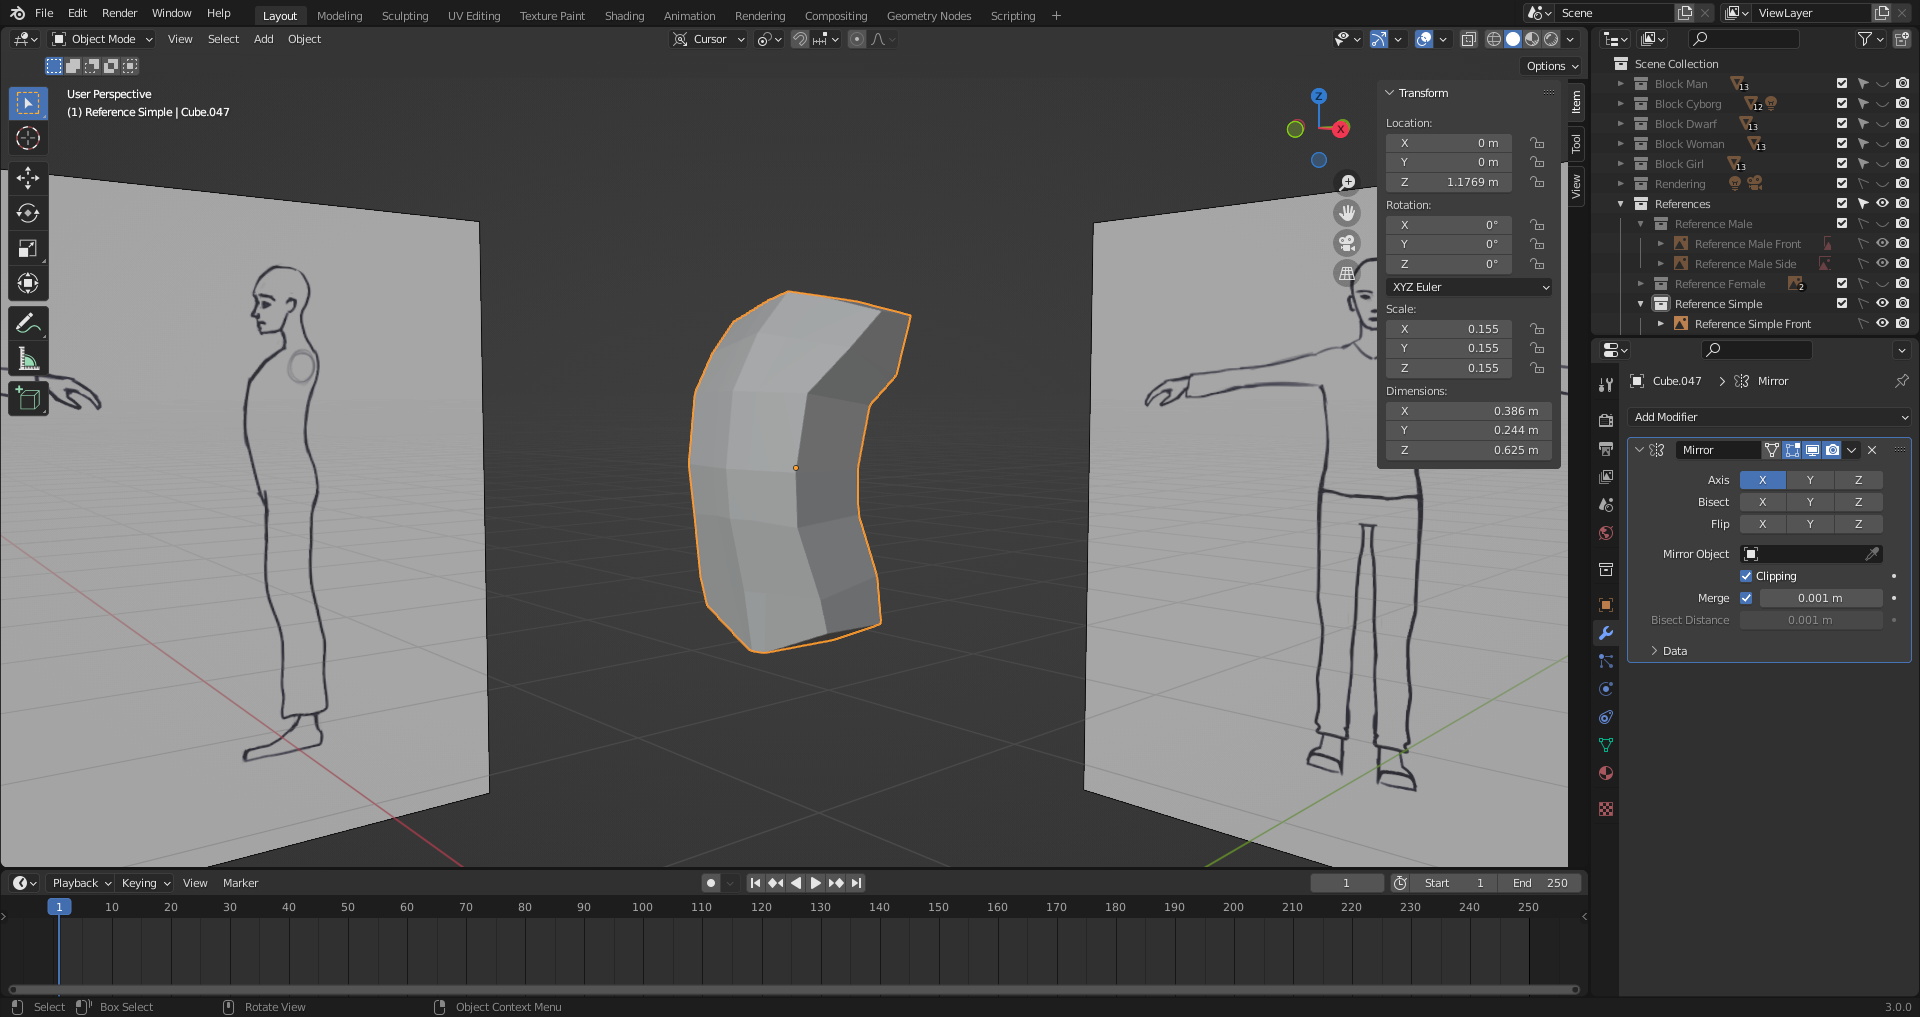 File Edit Render Window Help Layout Modeling Sculpting UV Editing Texture Paint Shading Animation Rendering Compositing Geometry Nodes Scripting + Scene ViewLayer
Object Mode View Select Add Object Cursor
Options
User Perspective
(1) Reference Simple | Cube.047
Z
X
Transform
Location:
X 0 m
Y 0 m
Z 1.1769 m
Rotation:
X 0°
Y 0°
Z 0°
XYZ Euler
Scale:
X 0.155
Y 0.155
Z 0.155
Dimensions:
X 0.386 m
Y 0.244 m
Z 0.625 m
Item
Tool
View
Scene Collection
Block Man 13
Block Cyborg 12
Block Dwarf 13
Block Woman 13
Block Girl 13
Rendering
References
Reference Male
Reference Male Front
Reference Male Side
Reference Female 2
Reference Simple
Reference Simple Front
Cube.047 Mirror
Add Modifier
Mirror
Axis X Y Z
Bisect X Y Z
Flip X Y Z
Mirror Object
Clipping
Merge 0.001 m
Bisect Distance 0.001 m
Data
Playback Keying View Marker 1 Start 1 End 250
1 10 20 30 40 50 60 70 80 90 100 110 120 130 140 150 160 170 180 190 200 210 220 230 240 250
Select Box Select Rotate View Object Context Menu 3.0.0